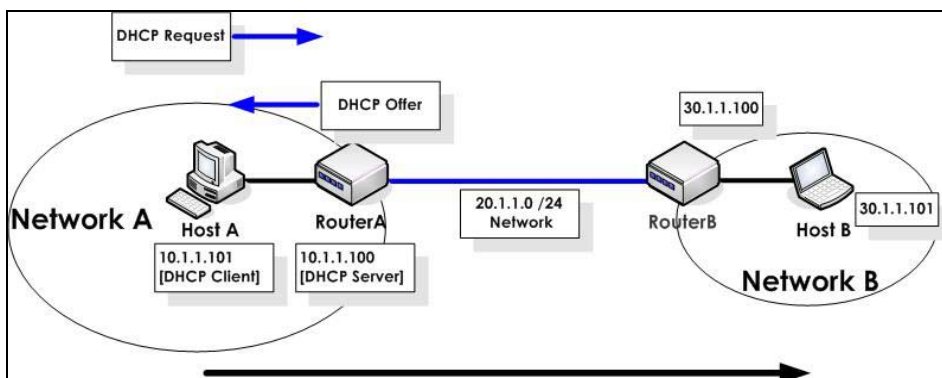 DHCP Request
DHCP Offer
30.1.1.100
Network A
Host A
RouterA
20.1.1.0 /24
Network
RouterB
Host B
30.1.1.101
10.1.1.101
[DHCP Client]
10.1.1.100
[DHCP Server]
Network B